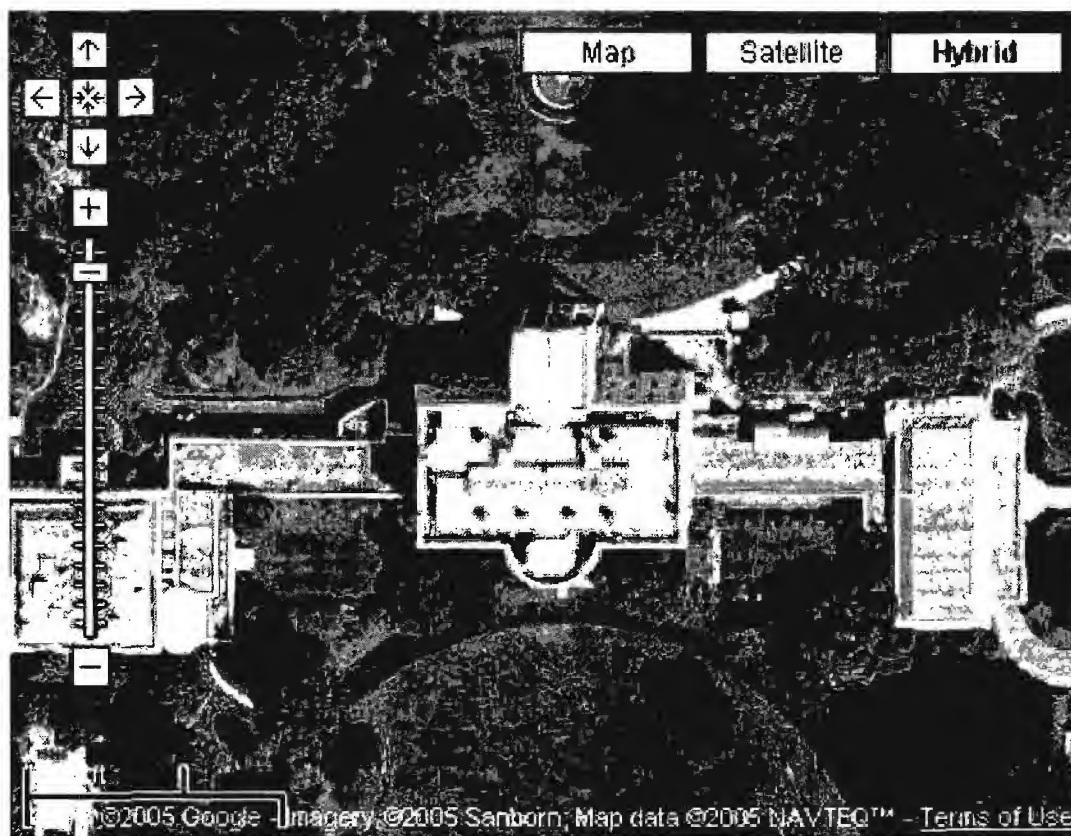 Map Satellite Hybrid
©2005 Google - Imagery ©2005 Sanborn, Map data ©2005 NAVTEQ™ - Terms of Use